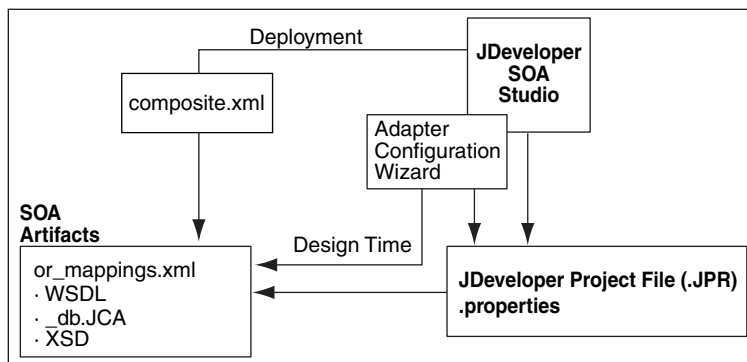 Deployment
JDeveloper
SOA
Studio
composite.xml
Adapter
Configuration
Wizard
SOA
Artifacts
Design Time
or_mappings.xml
· WSDL
· _db.JCA
· XSD
JDeveloper Project File (.JPR)
.properties